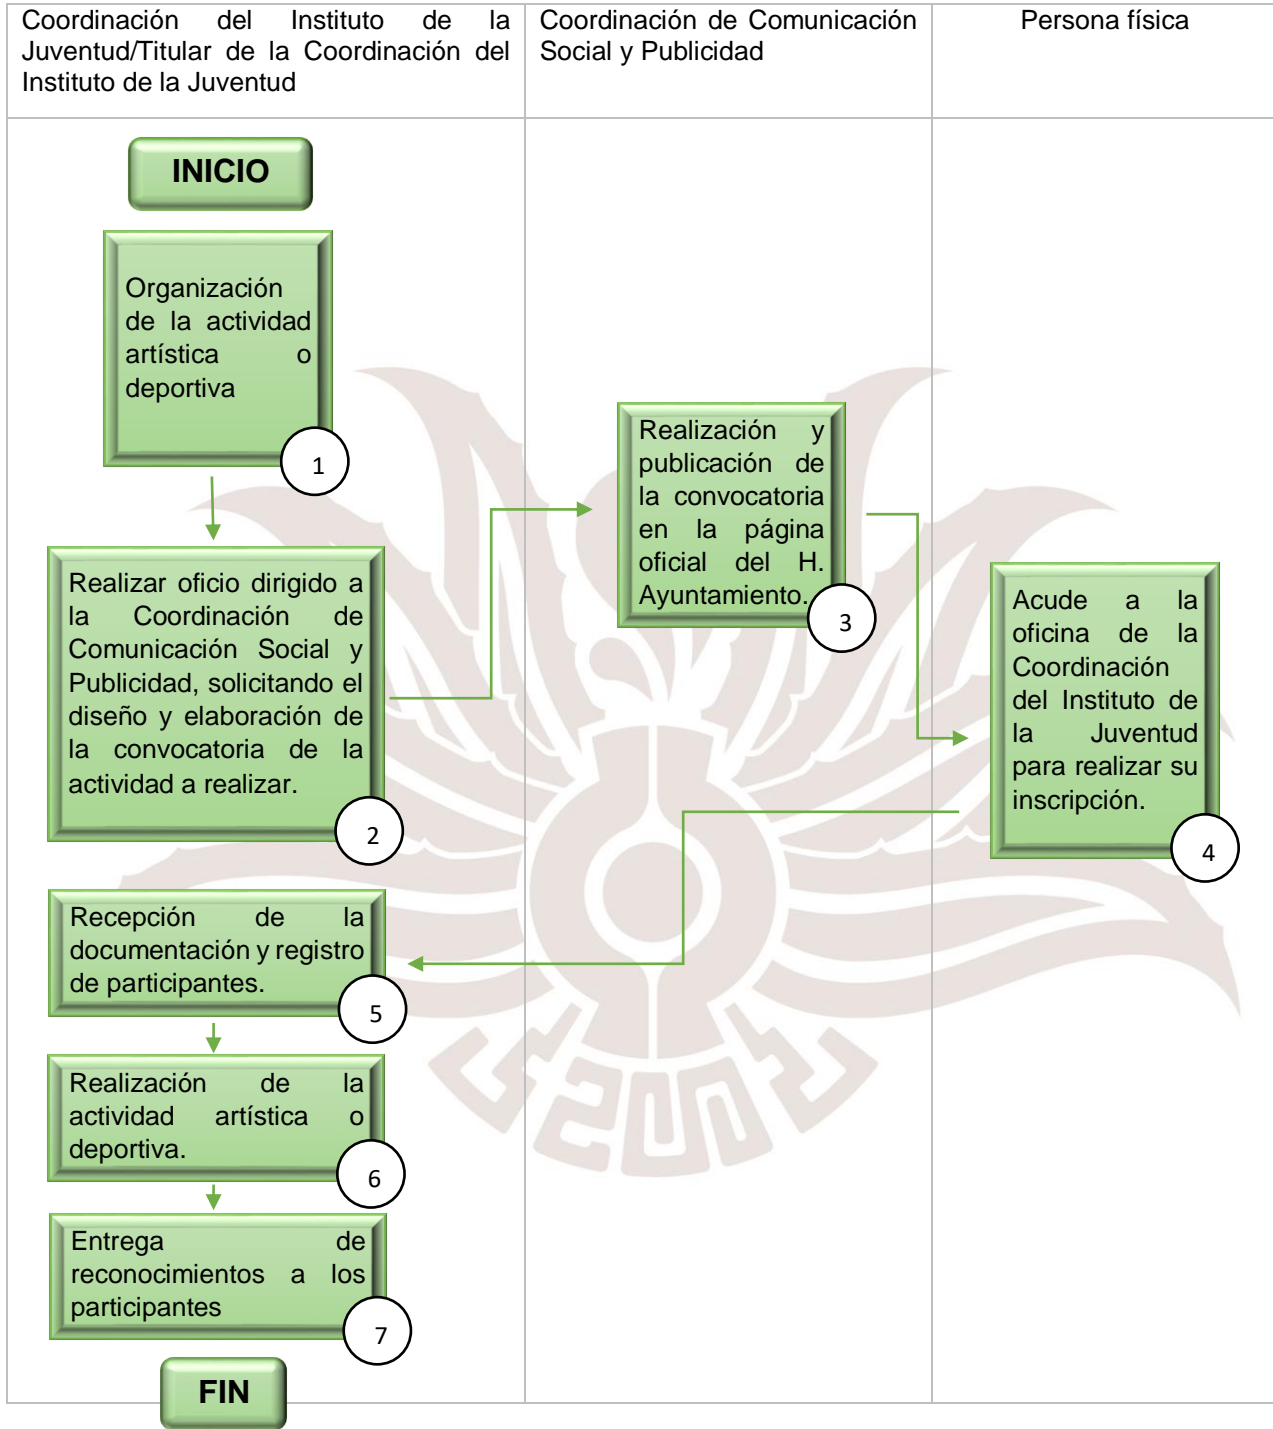 Coordinación del Instituto de la
Juventud/Titular de la Coordinación del
Instituto de la Juventud
Coordinación de Comunicación
Social y Publicidad
Persona física
INICIO
Organización
de la actividad
artística o
deportiva
1
Realizar oficio dirigido a
la Coordinación de
Comunicación Social y
Publicidad, solicitando el
diseño y elaboración de
la convocatoria de la
actividad a realizar.
2
Realización y
publicación de
la convocatoria
en la página
oficial del H.
Ayuntamiento.
3
Acude a la
oficina de la
Coordinación
del Instituto de
la Juventud
para realizar su
inscripción.
4
Recepción de la
documentación y registro
de participantes.
5
Realización de la
actividad artística o
deportiva.
6
Entrega de
reconocimientos a los
participantes
7
FIN